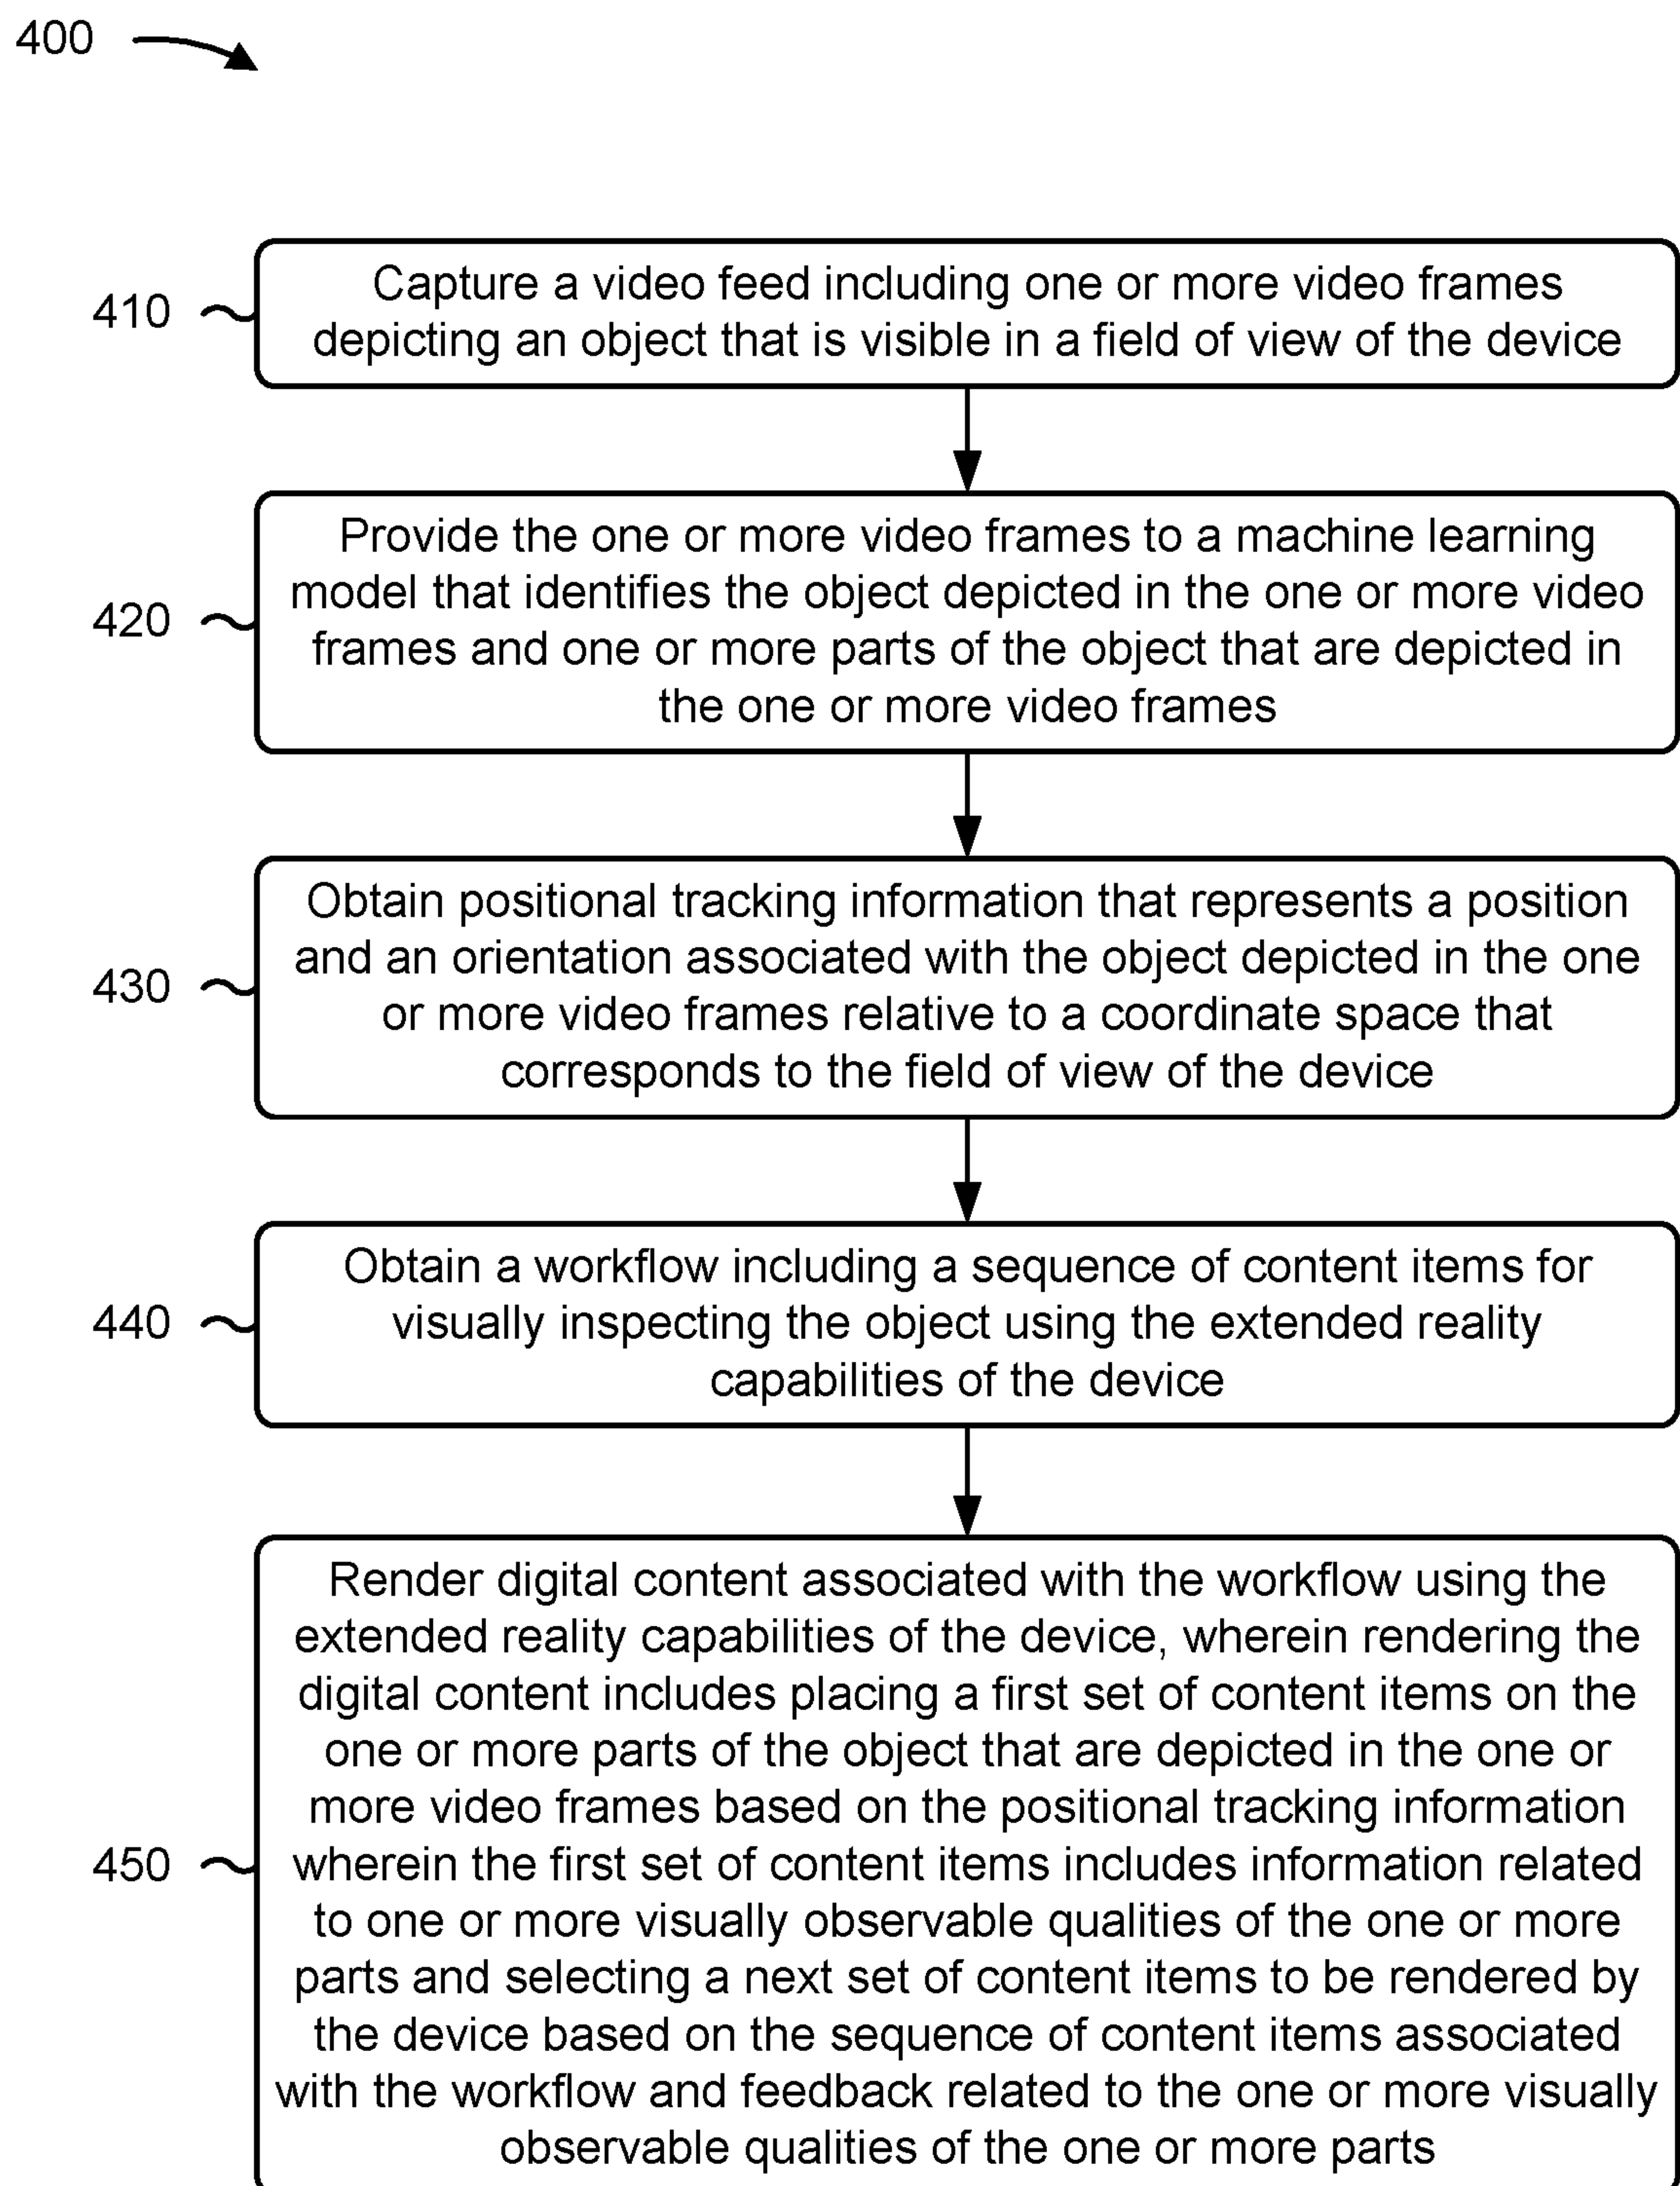 400
410
Capture a video feed including one or more video frames
depicting an object that is visible in a field of view of the device
420
Provide the one or more video frames to a machine learning
model that identifies the object depicted in the one or more video
frames and one or more parts of the object that are depicted in
the one or more video frames
430
Obtain positional tracking information that represents a position
and an orientation associated with the object depicted in the one
or more video frames relative to a coordinate space that
corresponds to the field of view of the device
440
Obtain a workflow including a sequence of content items for
visually inspecting the object using the extended reality
capabilities of the device
450
Render digital content associated with the workflow using the
extended reality capabilities of the device, wherein rendering the
digital content includes placing a first set of content items on the
one or more parts of the object that are depicted in the one or
more video frames based on the positional tracking information
wherein the first set of content items includes information related
to one or more visually observable qualities of the one or more
parts and selecting a next set of content items to be rendered by
the device based on the sequence of content items associated
with the workflow and feedback related to the one or more visually
observable qualities of the one or more parts